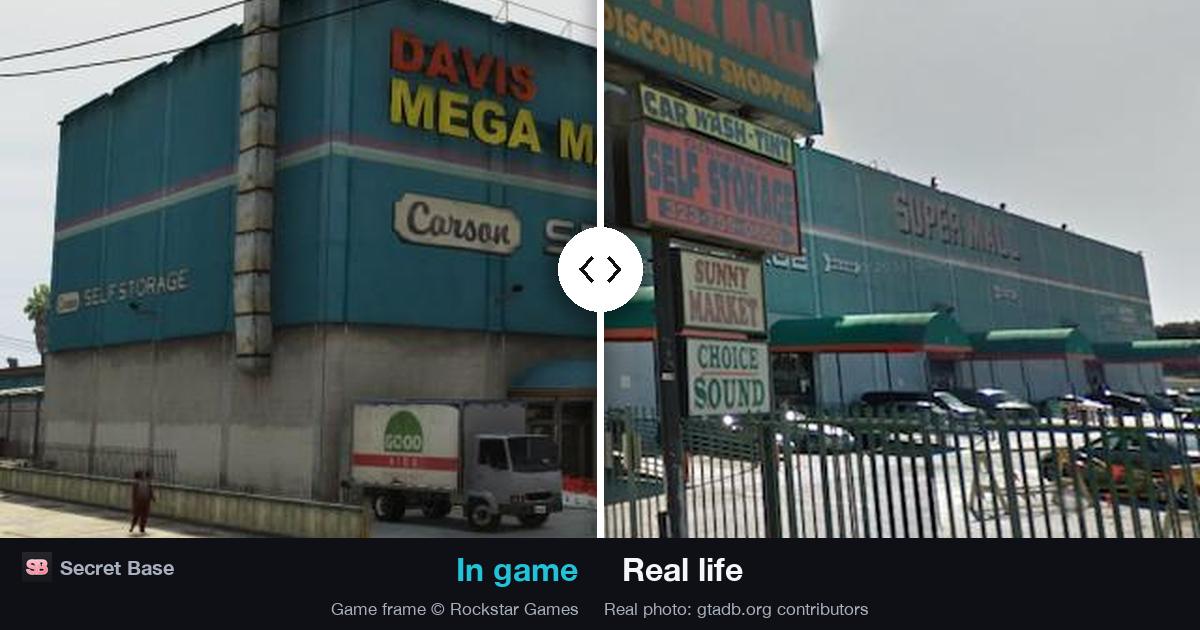 DAVIS
MEGA M
Carson
SELF STORAGE
GOOD
DISCOUNT SHOPPING
CAR WASH-TINT
SELF STORAGE
SUNNY
MARKET
CHOICE
SOUND
SUPER MALL
SB Secret Base
In game
Real life
Game frame © Rockstar Games
Real photo: gtadb.org contributors